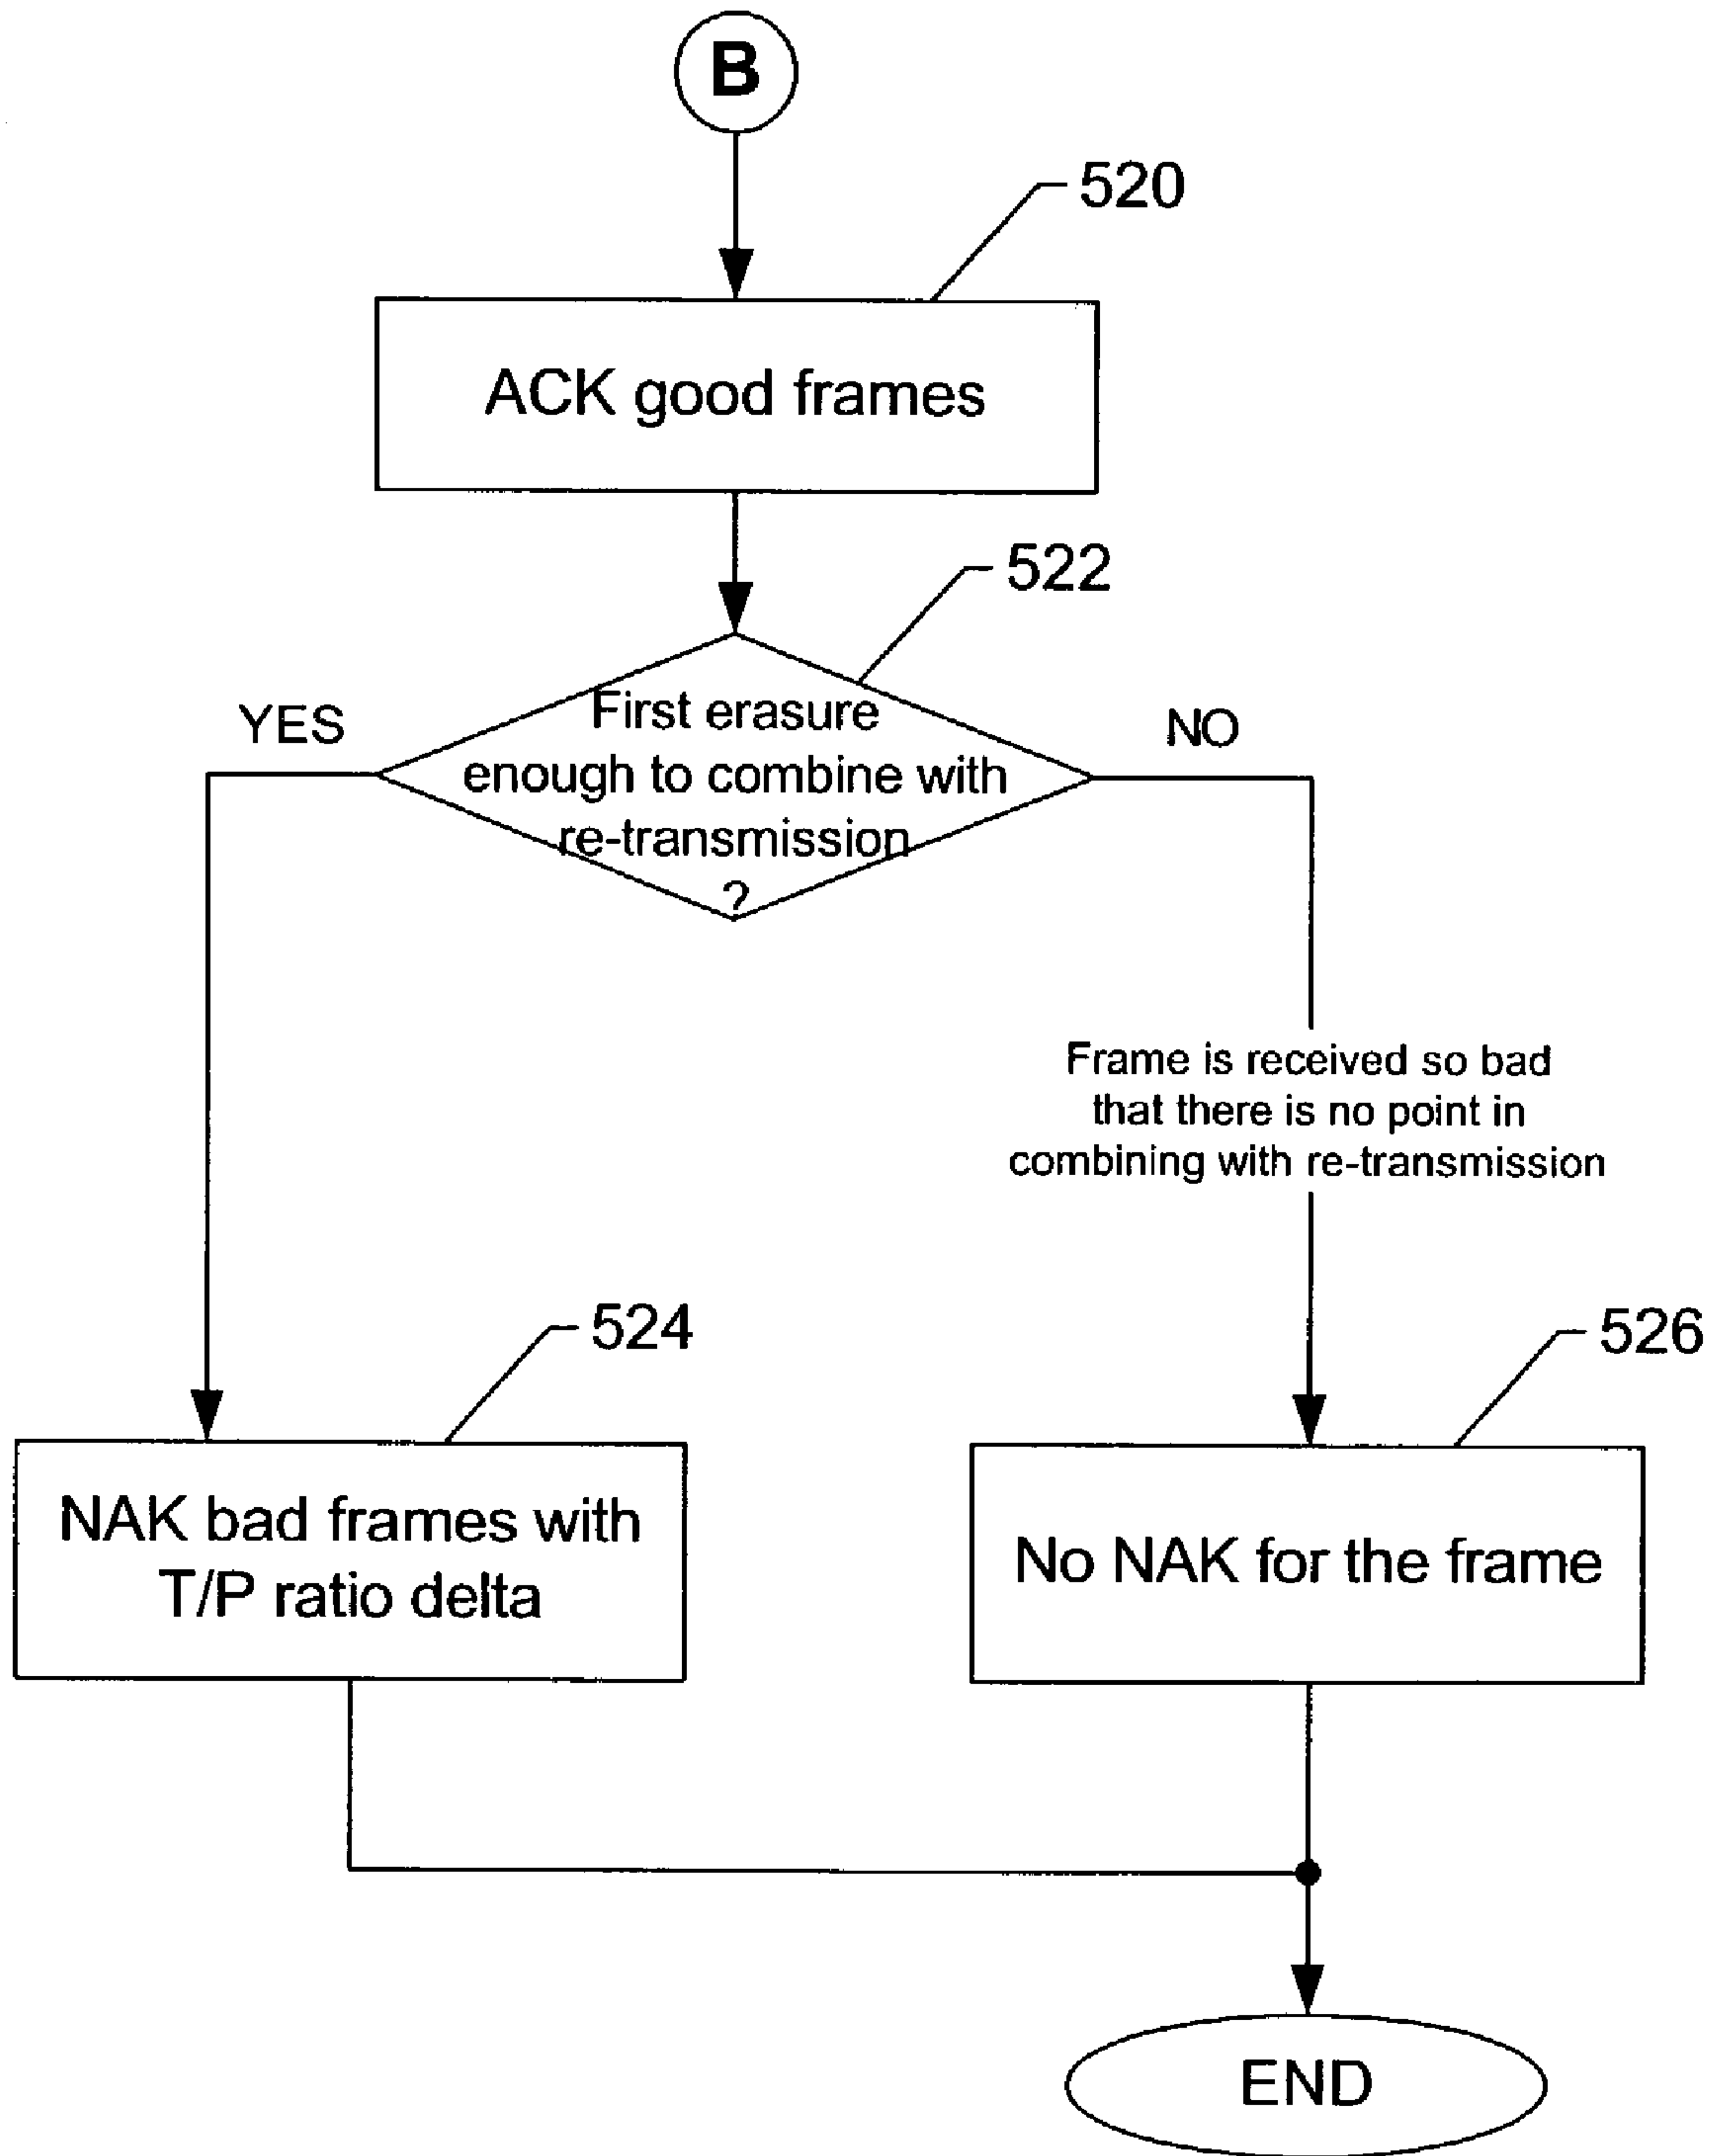 B
520
ACK good frames
522
YES
NO
First erasure
enough to combine with
re-transmission
?
Frame is received so bad
that there is no point in
combining with re-transmission
524
526
NAK bad frames with
T/P ratio delta
No NAK for the frame
END